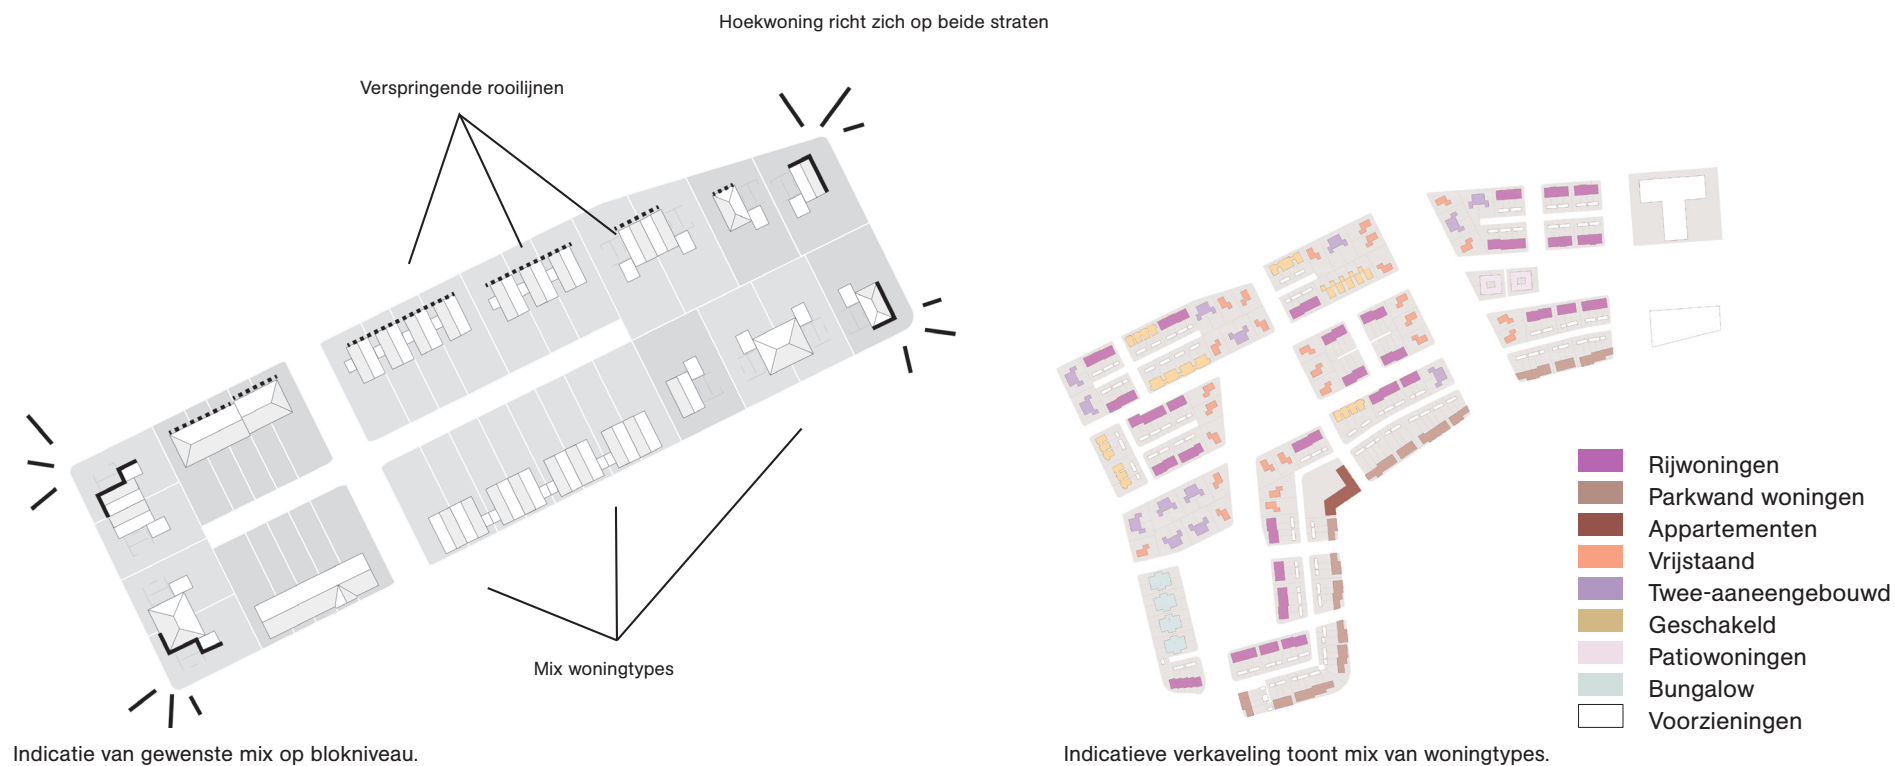 Hoekwoning richt zich op beide straten
Verspringende rooilijnen
Mix woningtypes
Indicatie van gewenste mix op blokniveau.
Rijwoningen
Parkwand woningen
Appartementen
Vrijstaand
Twee-aaneengebouwd
Geschakeld
Patiowoningen
Bungalow
Voorzieningen
Indicatieve verkaveling toont mix van woningtypes.